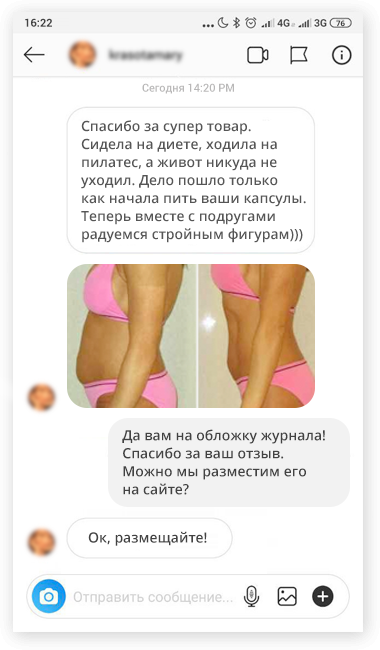 16:22
4G
3G
76
Сегодня 14:20 PM
Спасибо за супер товар.
Сидела на диете, ходила на
пилатес, а живот никуда не
уходил. Дело пошло только
как начала пить ваши капсулы.
Теперь вместе с подругами
радуемся стройным фигурам)))
Да вам на обложку журнала!
Спасибо за ваш отзыв.
Можно мы разместим его
на сайте?
Ок, размещайте!
Отправить сообщение...